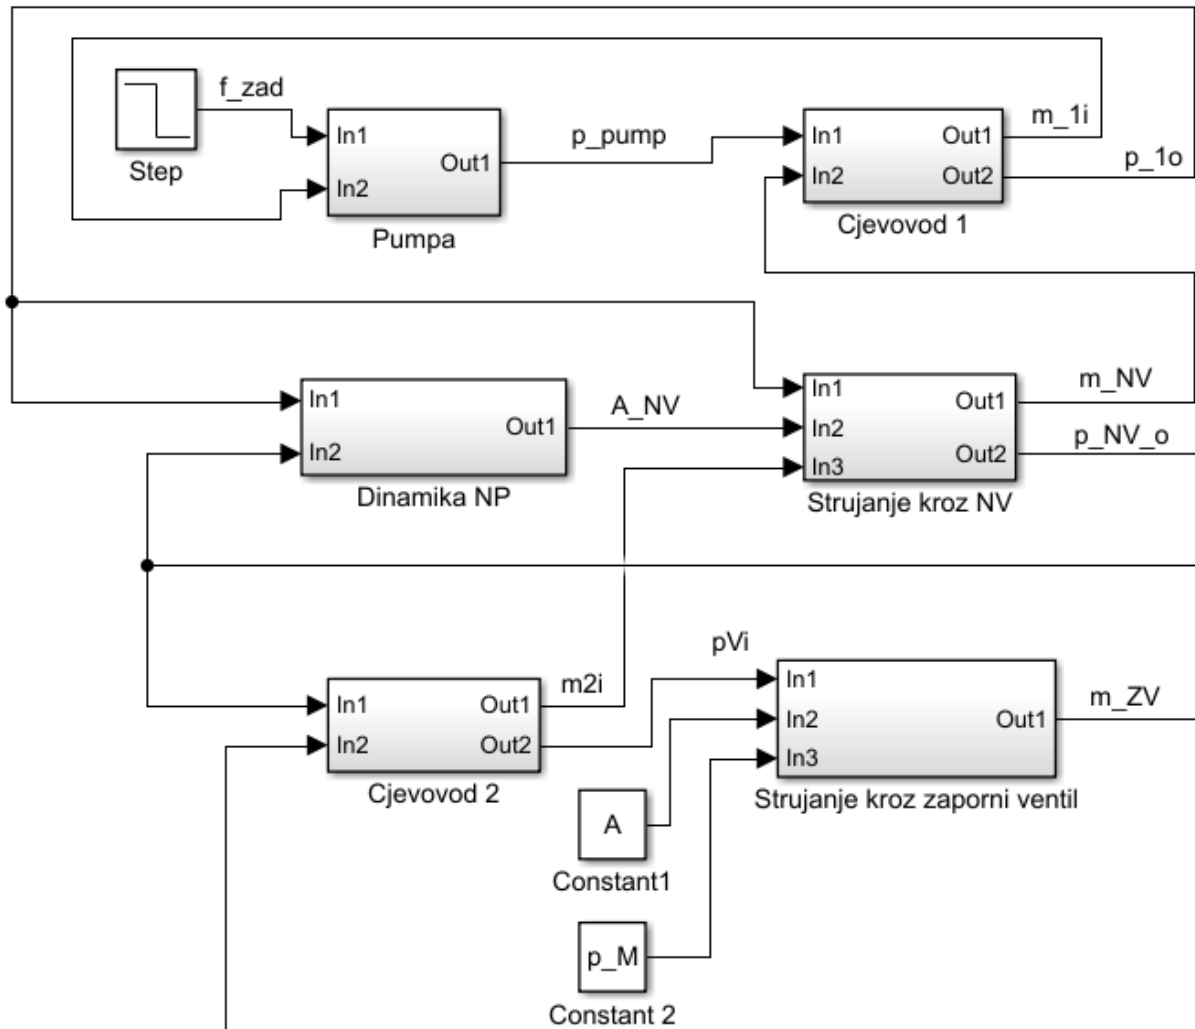 f_zad
Step
In1
In2
Out1
Pumpa
p_pump
In1
In2
Out1
Out2
Cjevovod 1
m_1i
p_1o
In1
In2
Out1
Dinamika NP
A_NV
In1
In2
In3
Out1
Out2
Strujanje kroz NV
m_NV
p_NV_o
In1
In2
Out1
Out2
Cjevovod 2
m2i
pVi
In1
In2
In3
Out1
Strujanje kroz zaporni ventil
m_ZV
A
Constant1
p_M
Constant 2